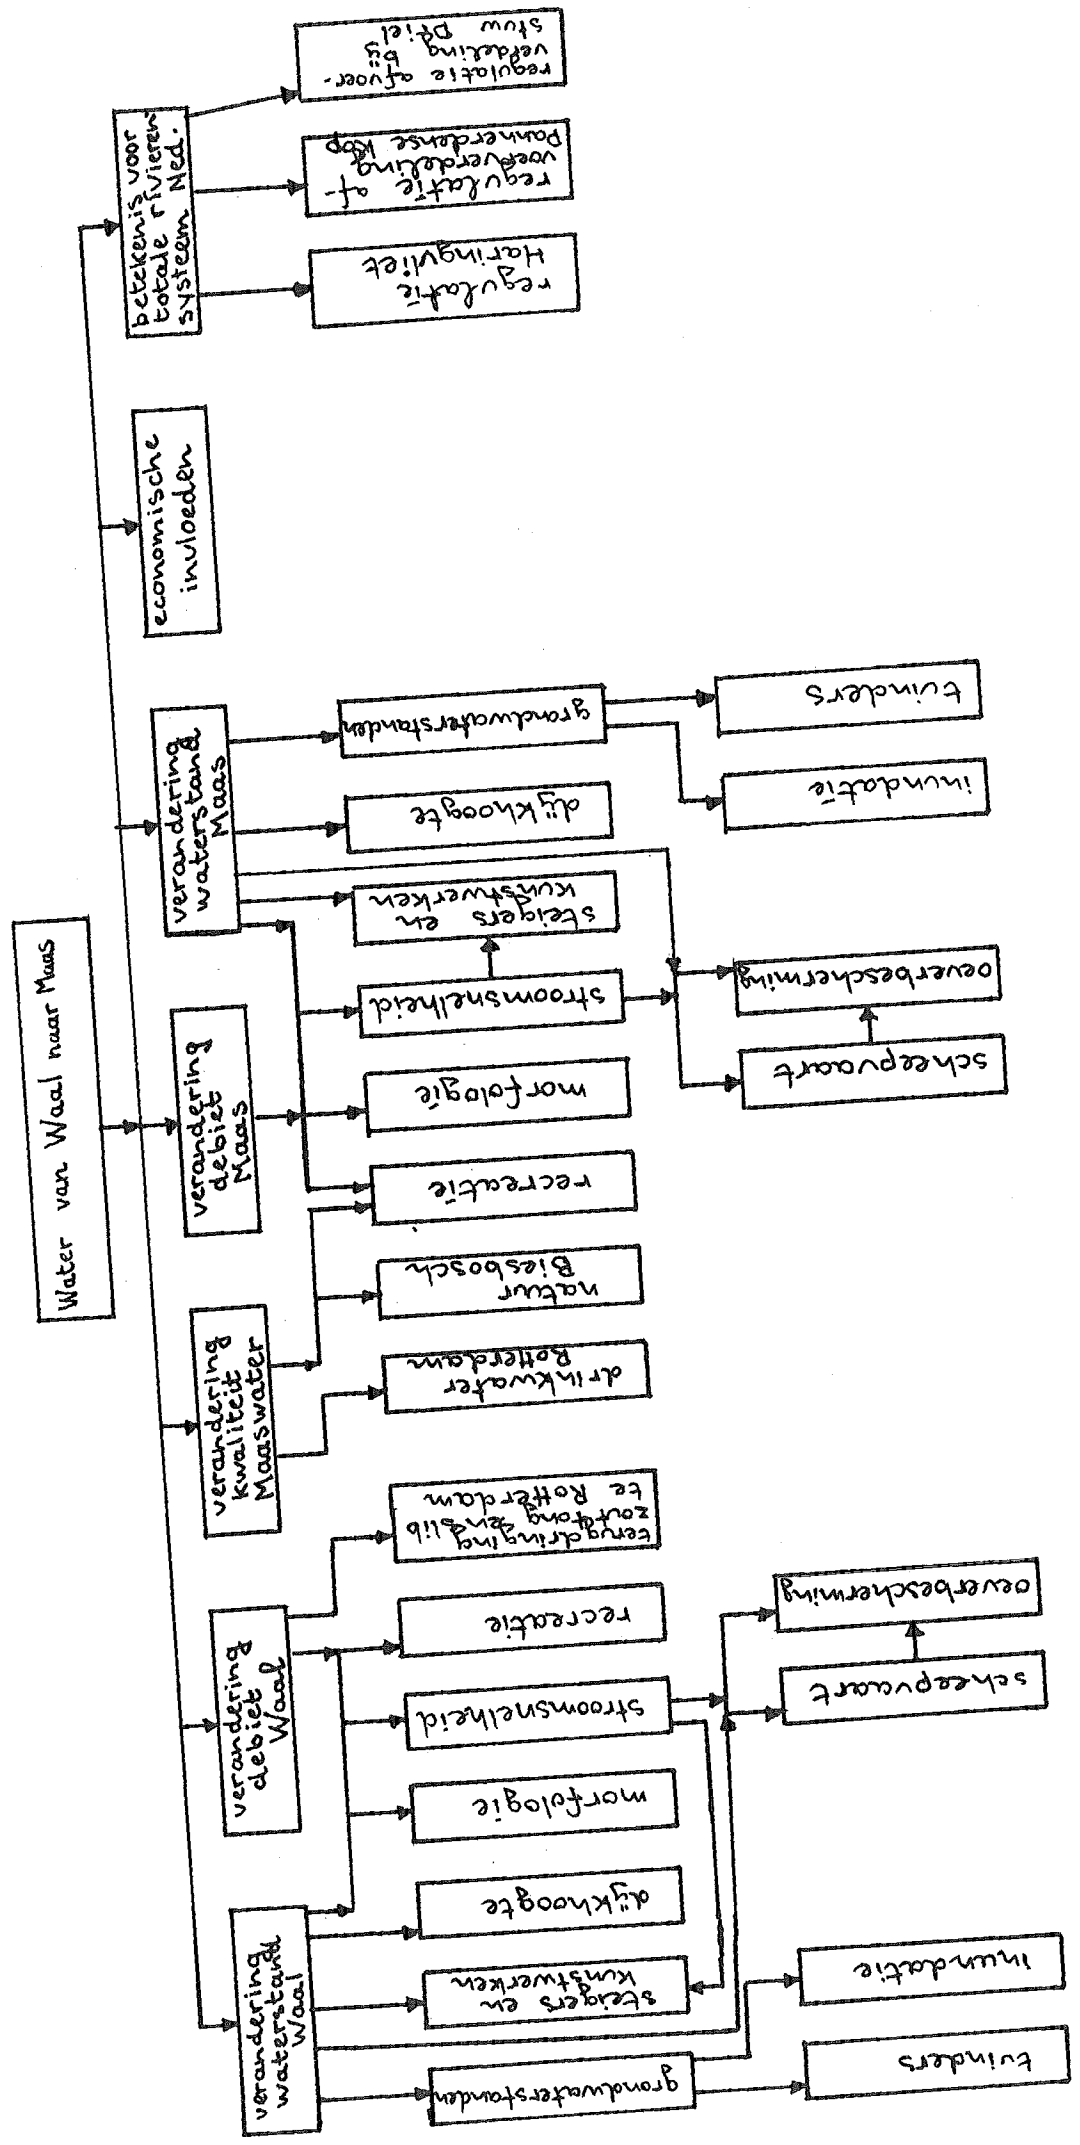 Water van Waal naar Maas
verandering
waterstand
Waal
verandering
debiet
Waal
verandering
kwaliteit
Maaswater
verandering
debiet
Maas
verandering
waterstand
Maas
economische
invloeden
betekenis voor
totale rivieren
systeem Ned.
grondwaterstanden
steigers en
kunstwerken
dijkhoogte
morfologie
stroomsnelheid
recreatie
terugdringing
zouttong en slib
te Rotterdam
drinkwater
Rotterdam
natuur
Biesbosch
recreatie
morfologie
stroomsnelheid
steigers en
kunstwerken
dijkhoogte
grondwaterstanden
regulatie
Haringvliet
regulatie af-
voerverdeling
Pannerdense Kop
regulatie afvoer-
verdeling bij
stuw Driel
tuinders
inundatie
scheepvaart
oeverbescherming
scheepvaart
oeverbescherming
inundatie
tuinders